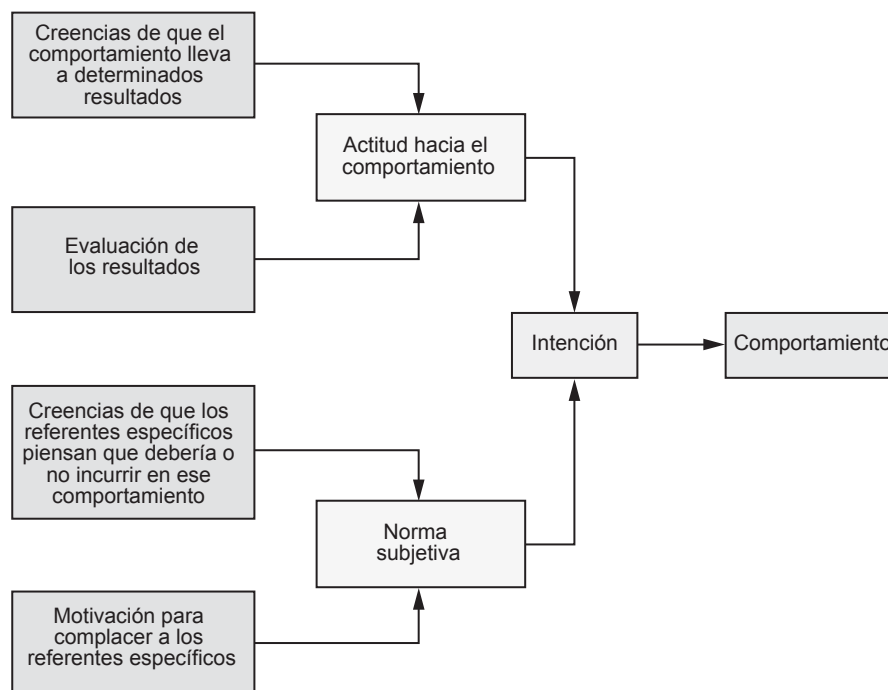 Creencias de que el
comportamiento lleva
a determinados
resultados
Actitud hacia el
comportamiento
Evaluación de
los resultados
Intención
Comportamiento
Creencias de que los
referentes específicos
piensan que debería o
no incurrir en ese
comportamiento
Norma
subjetiva
Motivación para
complacer a los
referentes específicos